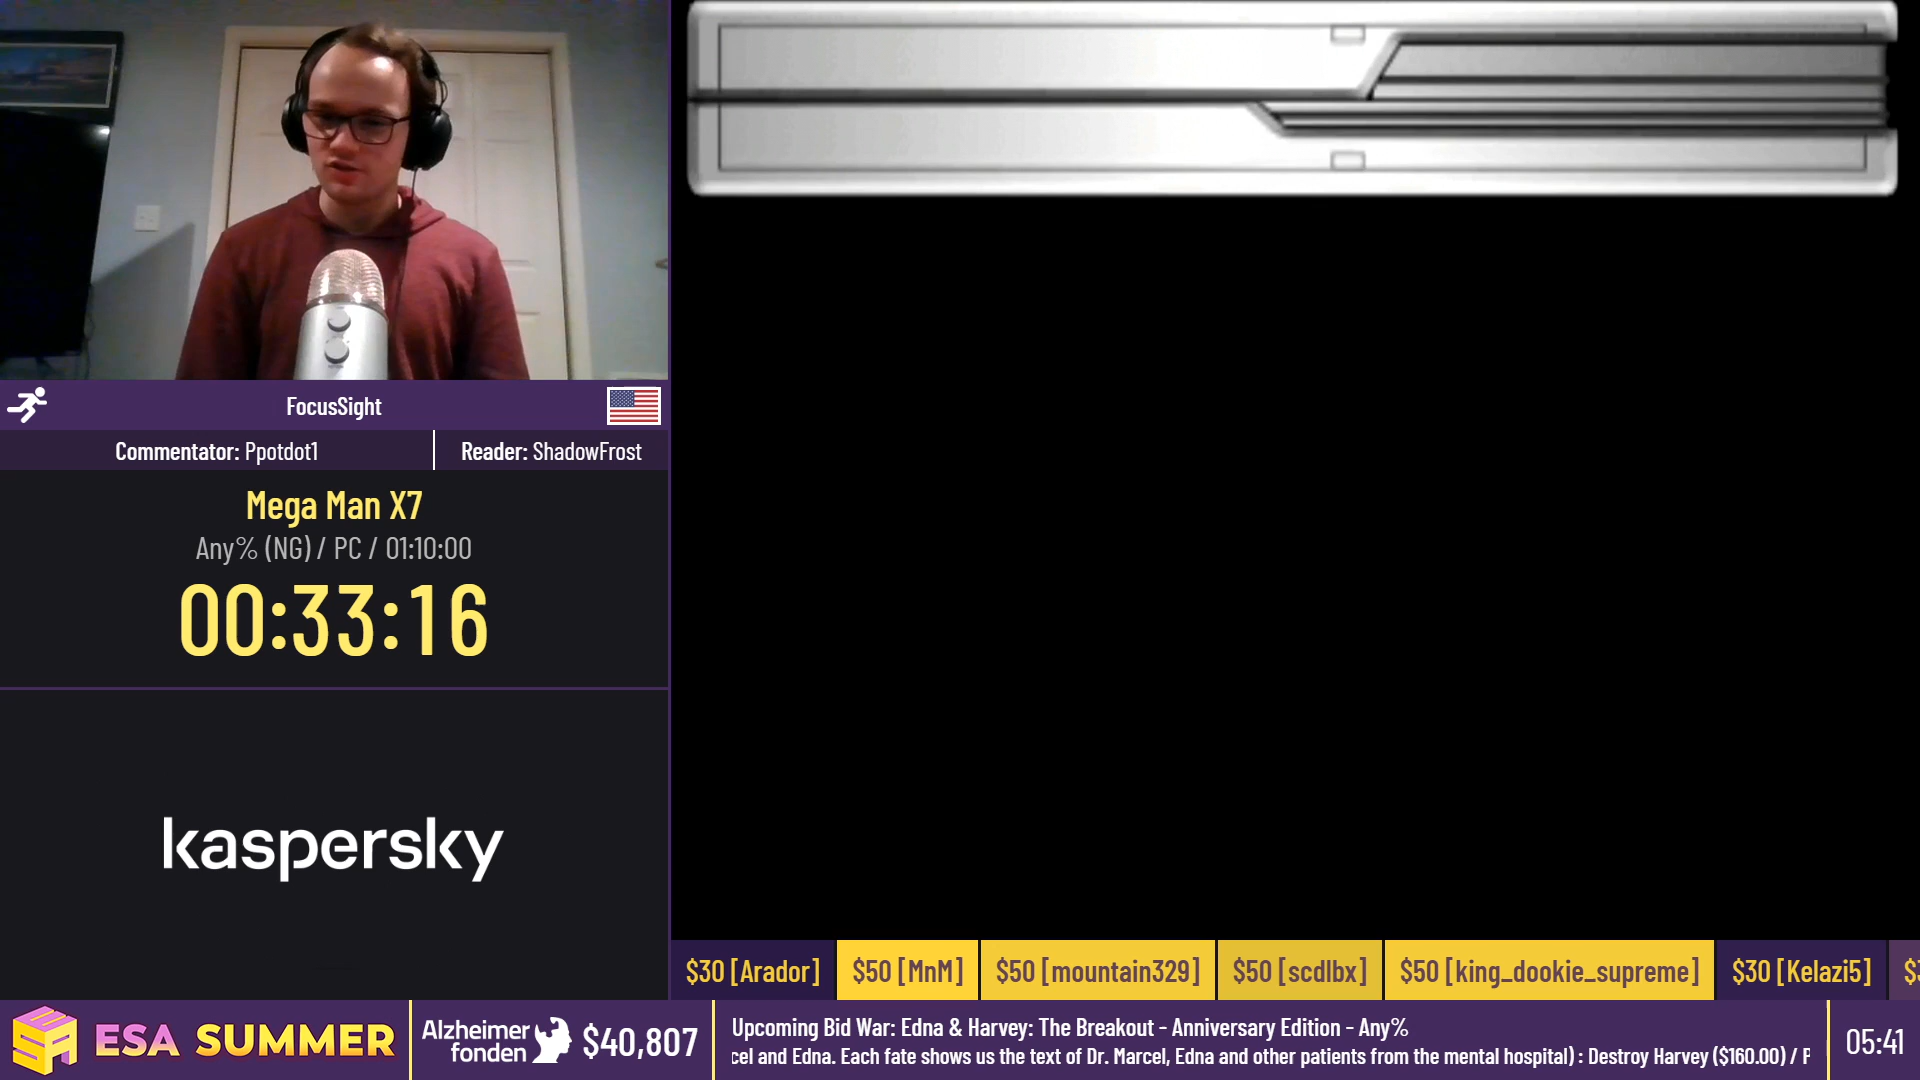 FocusSight
Commentator: Ppotdot1
Reader: ShadowFrost
Mega Man X7
Any% (NG) / PC / 01:10:00
00:33:16
kaspersky
$30 [Arador]
$50 [MnM]
$50 [mountain329]
$50 [scdlbx]
$50 [king_dookie_supreme]
$30 [Kelazi5]
ESA SUMMER
Alzheimer
fonden
$40,807
Upcoming Bid War: Edna & Harvey: The Breakout - Anniversary Edition - Any%
cel and Edna. Each fate shows us the text of Dr. Marcel, Edna and other patients from the mental hospital) : Destroy Harvey ($160.00) /
05:41